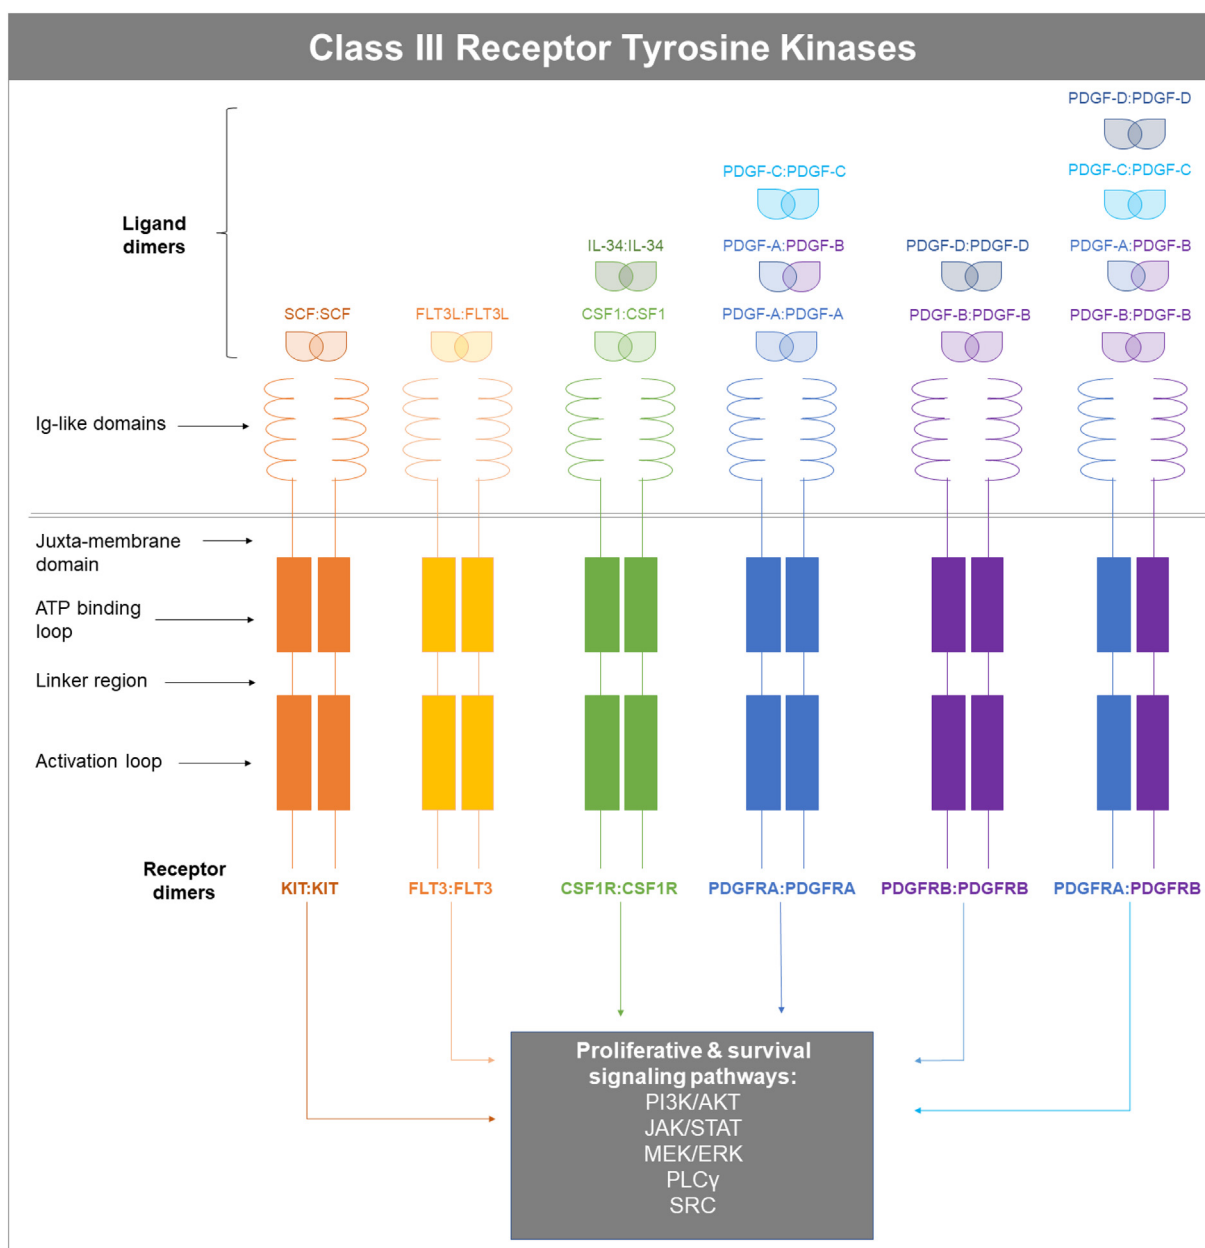 Class III Receptor Tyrosine Kinases
PDGF-D:PDGF-D
PDGF-C:PDGF-C
PDGF-C:PDGF-C
Ligand
dimers
IL-34:IL-34
PDGF-A:PDGF-B
PDGF-D:PDGF-D
PDGF-A:PDGF-B
SCF:SCF
FLT3L:FLT3L
CSF1:CSF1
PDGF-A:PDGF-A
PDGF-B:PDGF-B
PDGF-B:PDGF-B
Ig-like domains
Juxta-membrane
domain
ATP binding
loop
Linker region
Activation loop
Receptor
dimers
KIT:KIT
FLT3:FLT3
CSF1R:CSF1R
PDGFRA:PDGFRA
PDGFRB:PDGFRB
PDGFRA:PDGFRB
Proliferative & survival
signaling pathways:
PI3K/AKT
JAK/STAT
MEK/ERK
PLCγ
SRC